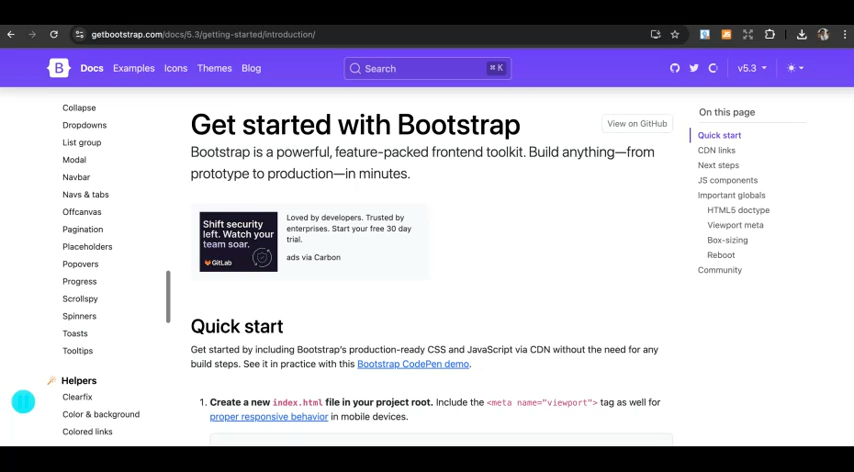 getbootstrap.com/docs/5.3/getting-started/introduction/
B Docs Examples Icons Themes Blog Search ⌘ K v5.3
Collapse
Dropdowns
List group
Modal
Navbar
Navs & tabs
Offcanvas
Pagination
Placeholders
Popovers
Progress
Scrollspy
Spinners
Toasts
Tooltips
Helpers
Clearfix
Color & background
Colored links
Get started with Bootstrap
View on GitHub
Bootstrap is a powerful, feature-packed frontend toolkit. Build anything—from
prototype to production—in minutes.
Shift security
left. Watch your
team soar.
GitLab
Loved by developers. Trusted by
enterprises. Start your free 30 day
trial.
ads via Carbon
Quick start
Get started by including Bootstrap's production-ready CSS and JavaScript via CDN without the need for any
build steps. See it in practice with this Bootstrap CodePen demo.
1. Create a new index.html file in your project root. Include the <meta name="viewport"> tag as well for
proper responsive behavior in mobile devices.
On this page
Quick start
CDN links
Next steps
JS components
Important globals
HTML5 doctype
Viewport meta
Box-sizing
Reboot
Community